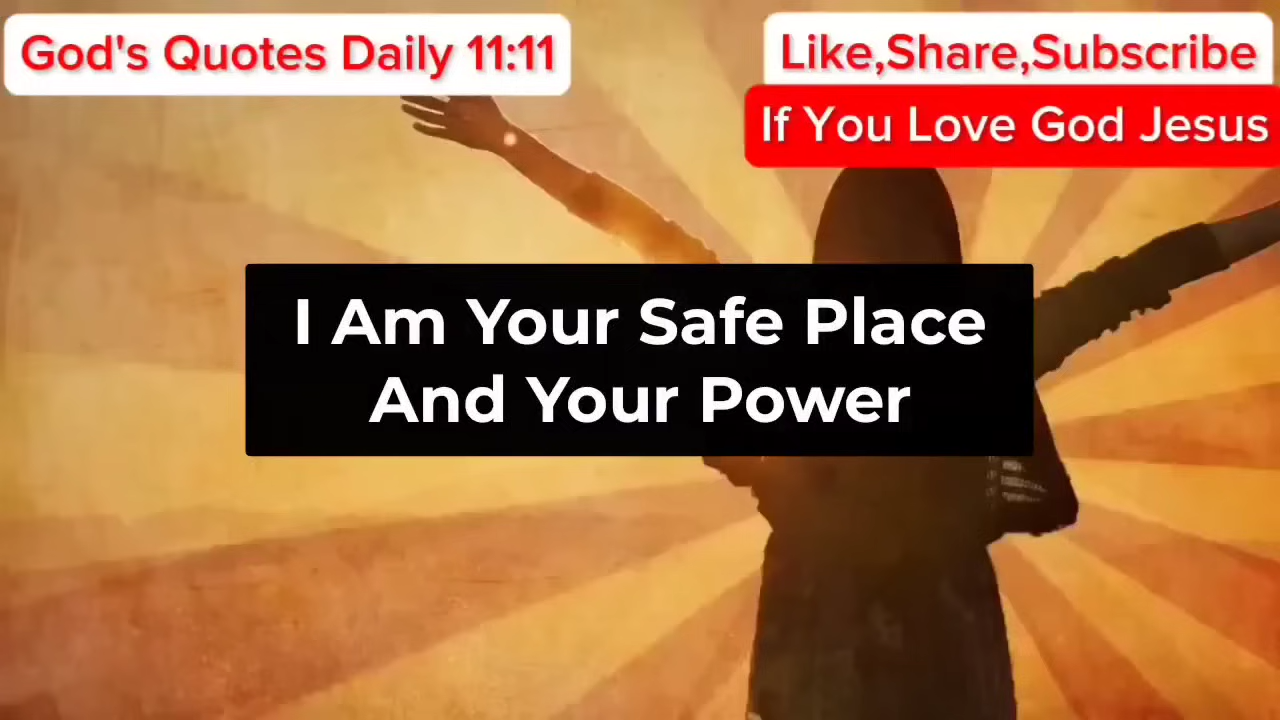 God's Quotes Daily 11:11
Like,Share,Subscribe
If You Love God Jesus
I Am Your Safe Place
And Your Power